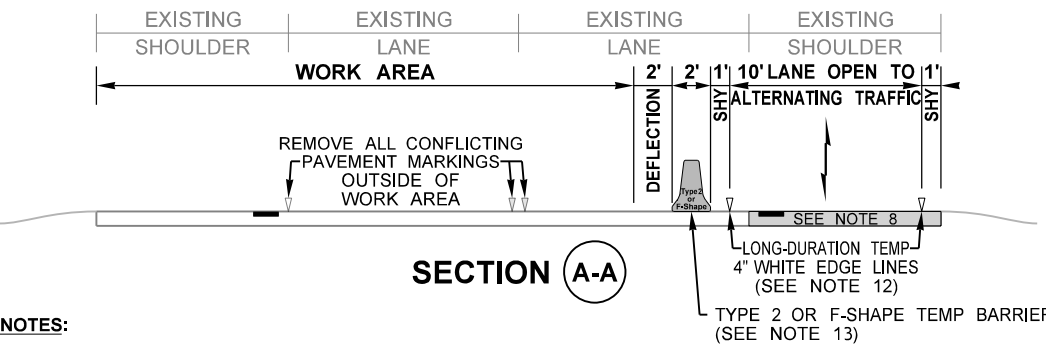 EXISTING EXISTING EXISTING EXISTING
SHOULDER LANE LANE SHOULDER
WORK AREA 2' 2' 1' 10' LANE OPEN TO 1'
ALTERNATING TRAFFIC
DEFLECTION
SHY
SHY
REMOVE ALL CONFLICTING
PAVEMENT MARKINGS
OUTSIDE OF
WORK AREA
Type 2
or
F-Shape
SEE NOTE 8
LONG-DURATION TEMP
4" WHITE EDGE LINES
(SEE NOTE 12)
SECTION A-A
TYPE 2 OR F-SHAPE TEMP BARRIER
(SEE NOTE 13)
NOTES: